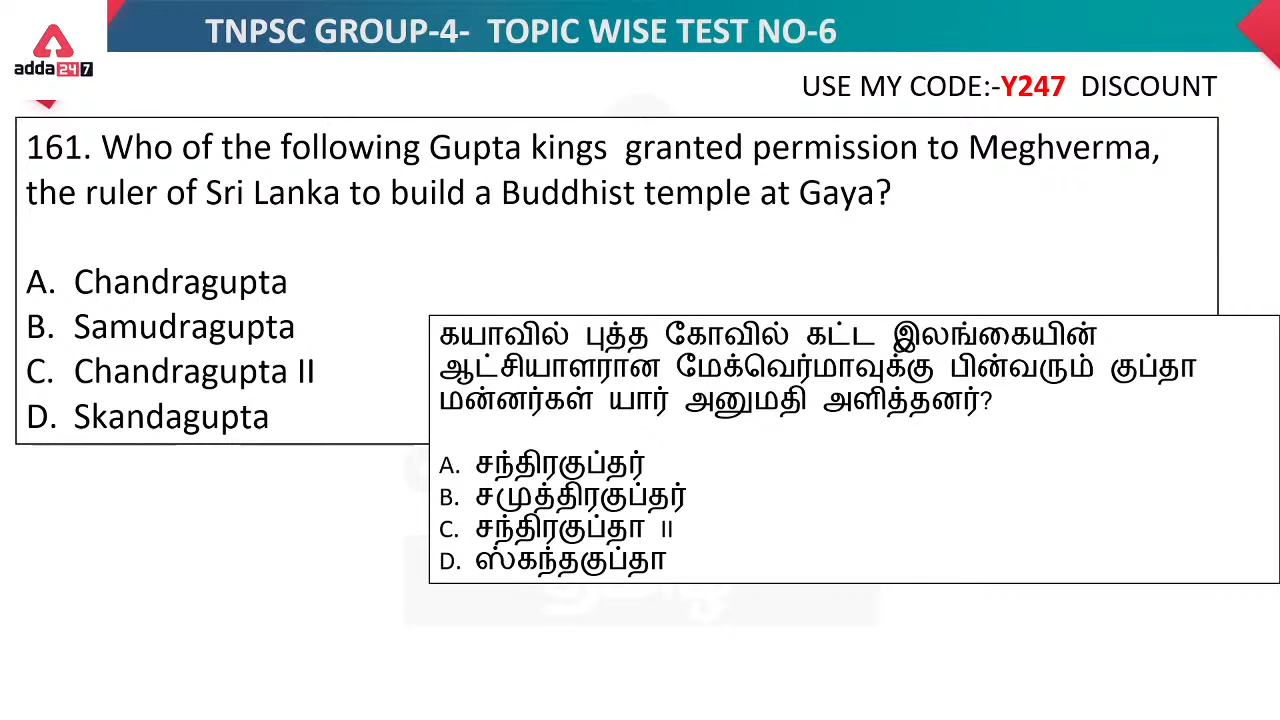 TNPSC GROUP-4- TOPIC WISE TEST NO-6
adda247
USE MY CODE:-Y247 DISCOUNT
161. Who of the following Gupta kings granted permission to Meghverma,
the ruler of Sri Lanka to build a Buddhist temple at Gaya?
A. Chandragupta
B. Samudragupta
C. Chandragupta II
D. Skandagupta
கயாவில் புத்த கோவில் கட்ட இலங்கையின்
ஆட்சியாளரான மேக்வெர்மாவுக்கு பின்வரும் குப்தா
மன்னர்கள் யார் அனுமதி அளித்தனர்?
A. சந்திரகுப்தர்
B. சமுத்திரகுப்தர்
C. சந்திரகுப்தா II
D. ஸ்கந்தகுப்தா